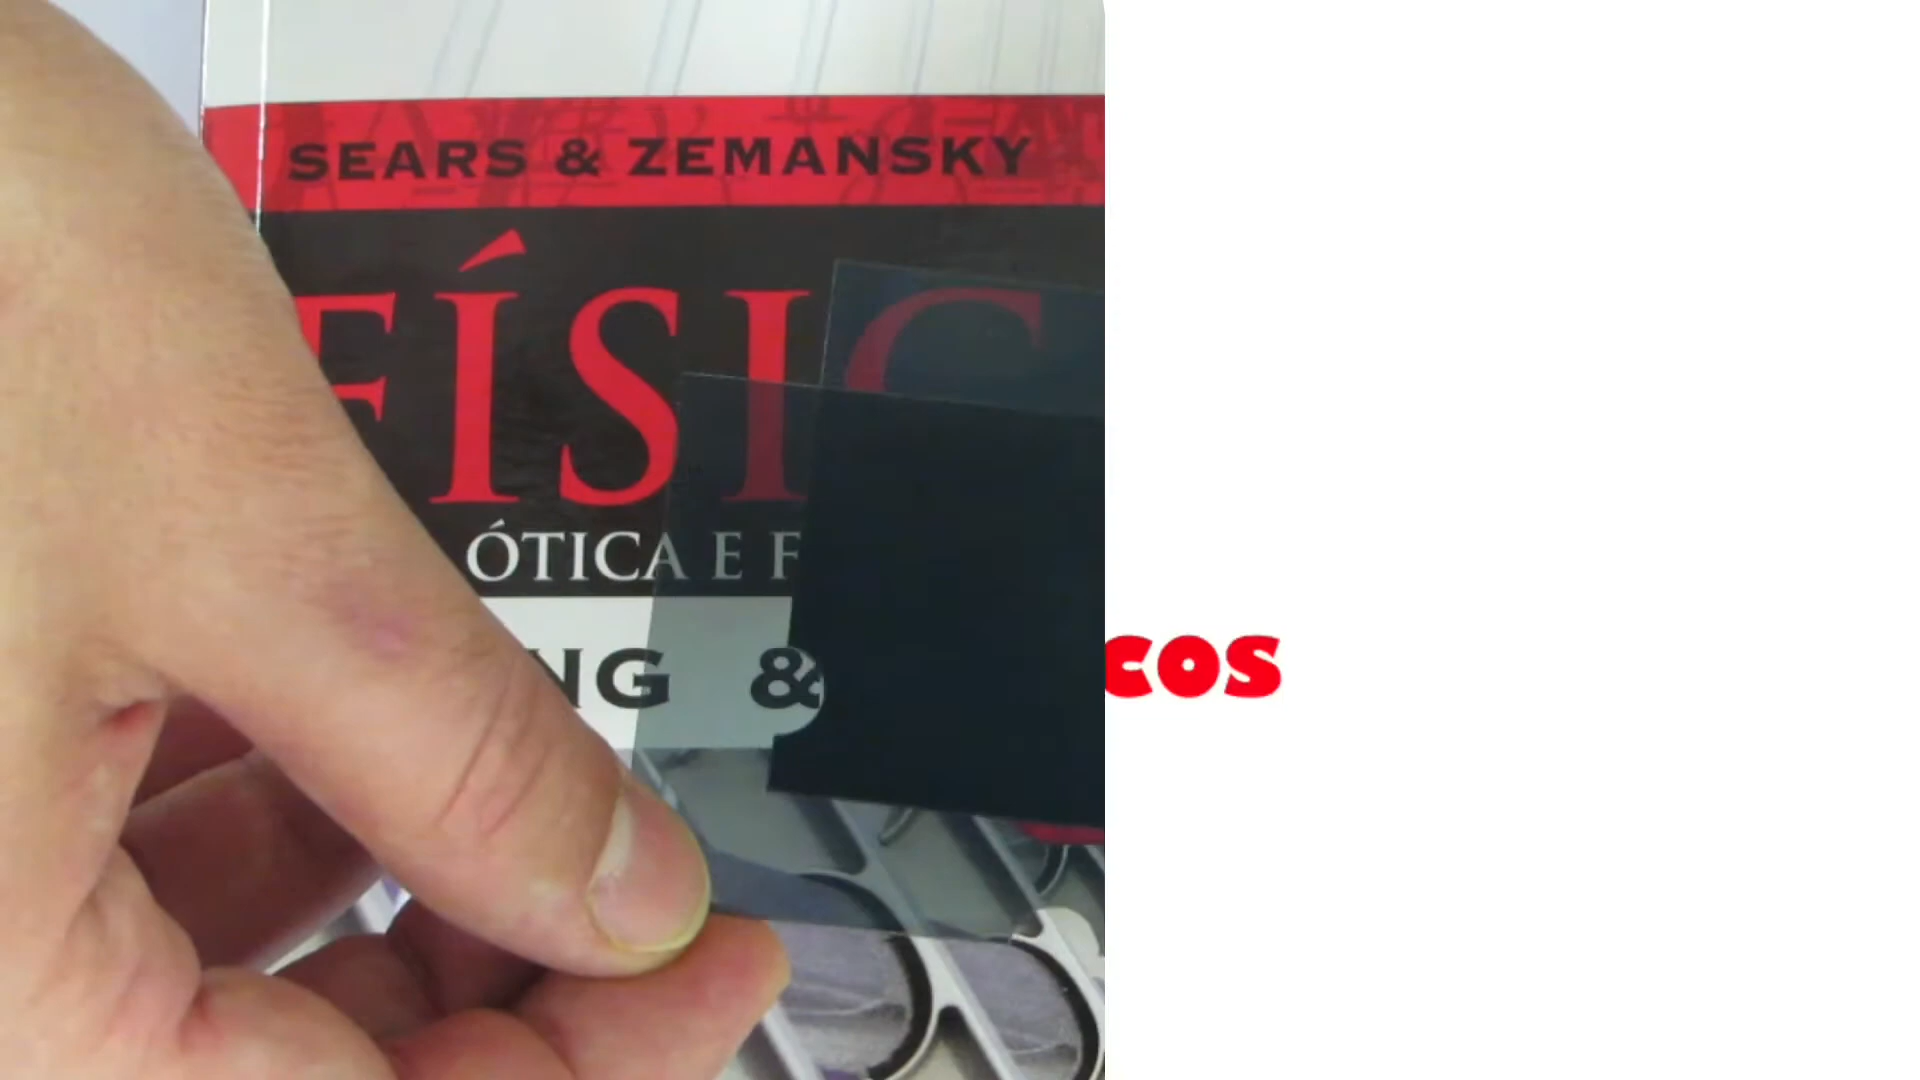 SEARS & ZEMANSKY
FÍSIC
ÓTICA E F
NG &
COS